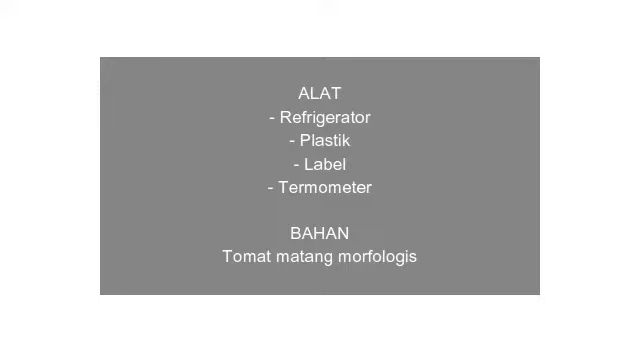 ALAT
- Refrigerator
- Plastik
- Label
- Termometer
BAHAN
Tomat matang morfologis